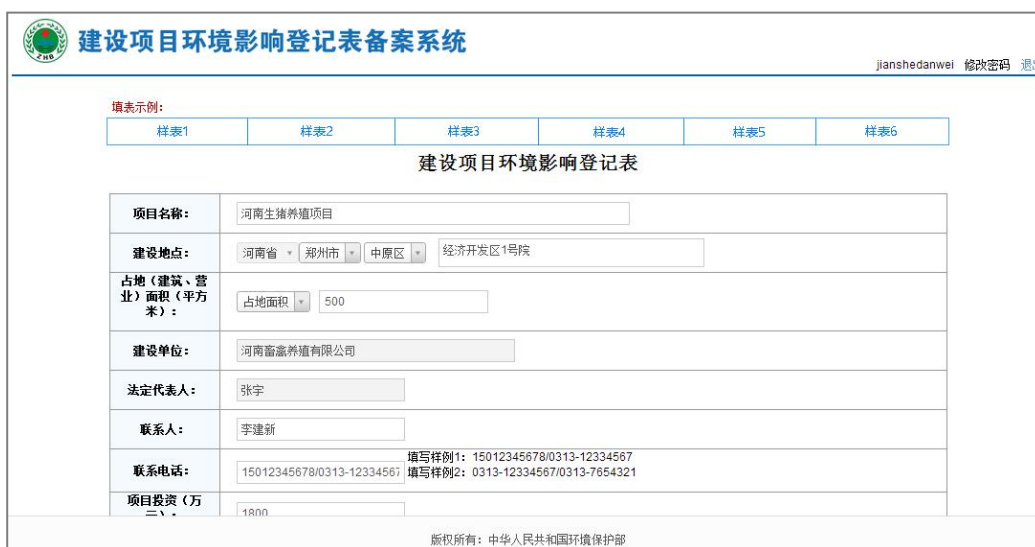 ZHB
建设项目环境影响登记表备案系统
jianshedanwei 修改密码
填表示例:
样表1 样表2 样表3 样表4 样表5 样表6
建设项目环境影响登记表
项目名称: 河南生猪养殖项目
建设地点: 河南省 郑州市 中原区 经济开发区1号院
占地(建筑、营
业)面积(平方
米): 占地面积 500
建设单位: 河南畜鑫养殖有限公司
法定代表人: 张宇
联系人: 李建新
联系电话: 15012345678/0313-12334567
填写样例1: 15012345678/0313-12334567
填写样例2: 0313-12334567/0313-7654321
项目投资(万
1800
版权所有: 中华人民共和国环境保护部